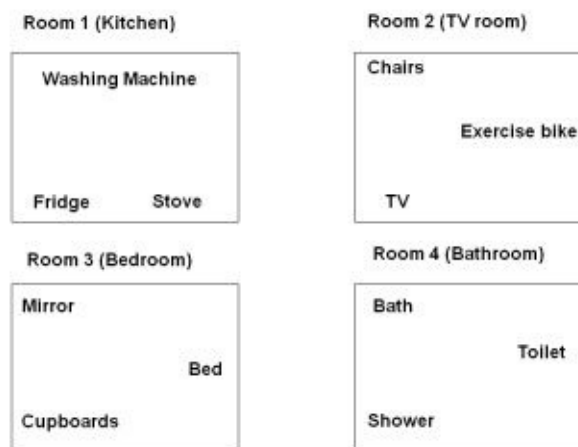 Room 1 (Kitchen)
Washing Machine
Fridge
Stove
Room 2 (TV room)
Chairs
Exercise bike
TV
Room 3 (Bedroom)
Mirror
Bed
Cupboards
Room 4 (Bathroom)
Bath
Toilet
Shower